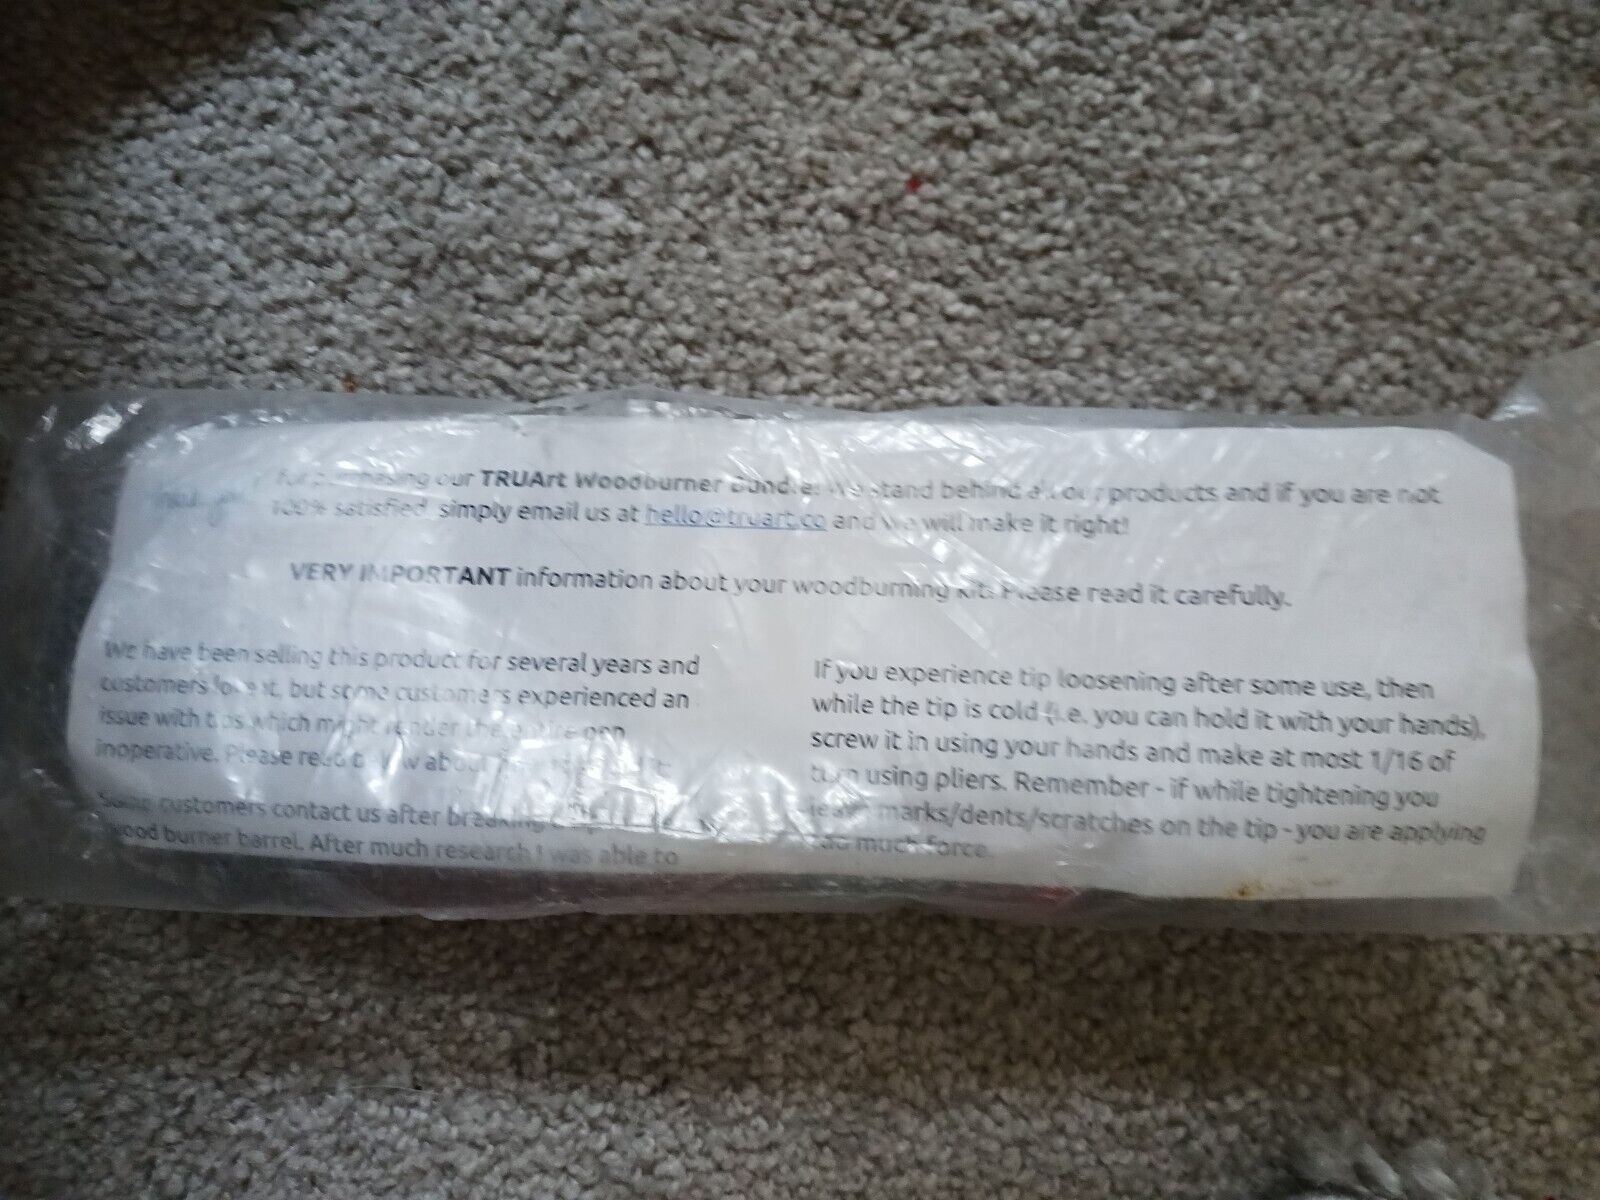 Thank you for purchasing our TRUArt Woodburner Bundle! We stand behind all our products and if you are not
100% satisfied, simply email us at hello@truart.co and we will make it right!
VERY IMPORTANT information about your woodburning kit. Please read it carefully.
We have been selling this product for several years and
customers love it, but some customers experienced an
issue with tips which might render the entire pen
inoperative. Please read below about
Some customers contact us after breaking a
wood burner barrel. After much research I was able to
If you experience tip loosening after some use, then
while the tip is cold (i.e. you can hold it with your hands),
screw it in using your hands and make at most 1/16 of
turn using pliers. Remember - if while tightening you
leave marks/dents/scratches on the tip - you are applying
too much force.